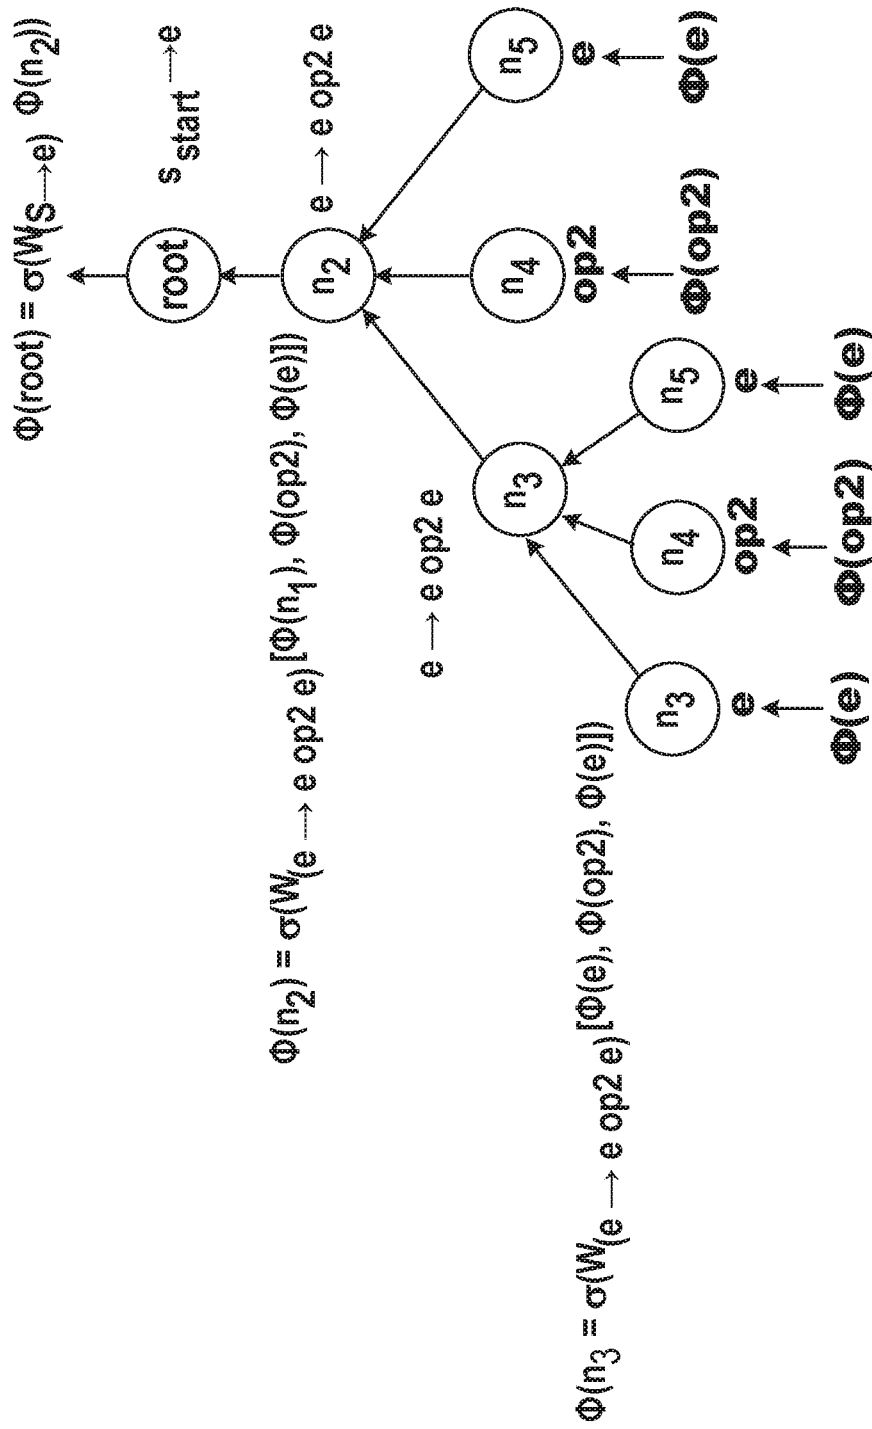 Φ(root) = σ(W(S→e) Φ(n2))
root
s start → e
Φ(n2) = σ(W(e → e op2 e) [Φ(n1), Φ(op2), Φ(e)])
n2
e → e op2 e
e → e op2 e
n3
n4
op2
Φ(op2)
n5
e
Φ(e)
Φ(n3 = σ(W(e → e op2 e) [Φ(e), Φ(op2), Φ(e)])
n3
e
Φ(e)
n4
op2
Φ(op2)
n5
e
Φ(e)